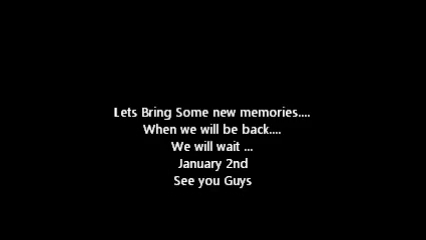 Lets Bring Some new memories....
When we will be back....
We will wait ...
January 2nd
See you Guys